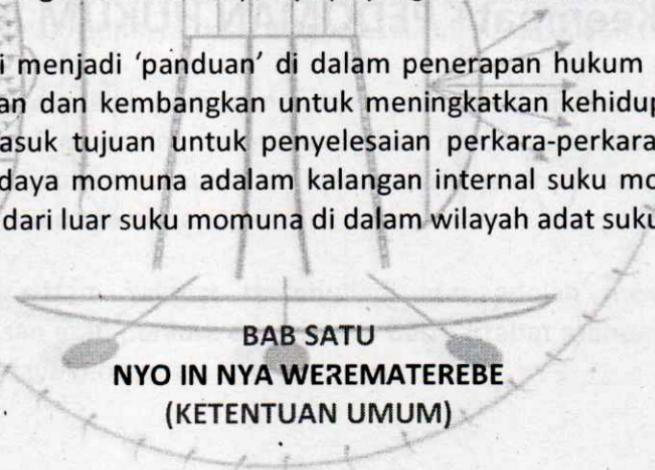 i menjadi 'panduan' di dalam penerapan hukum
an dan kembangkan untuk meningkatkan kehidup
asuk tujuan untuk penyelesaian perkara-perkara
daya momuna adalam kalangan internal suku mo
dari luar suku momuna di dalam wilayah adat suku
BAB SATU
NYO IN NYA WEREMATEREBE
(KETENTUAN UMUM)